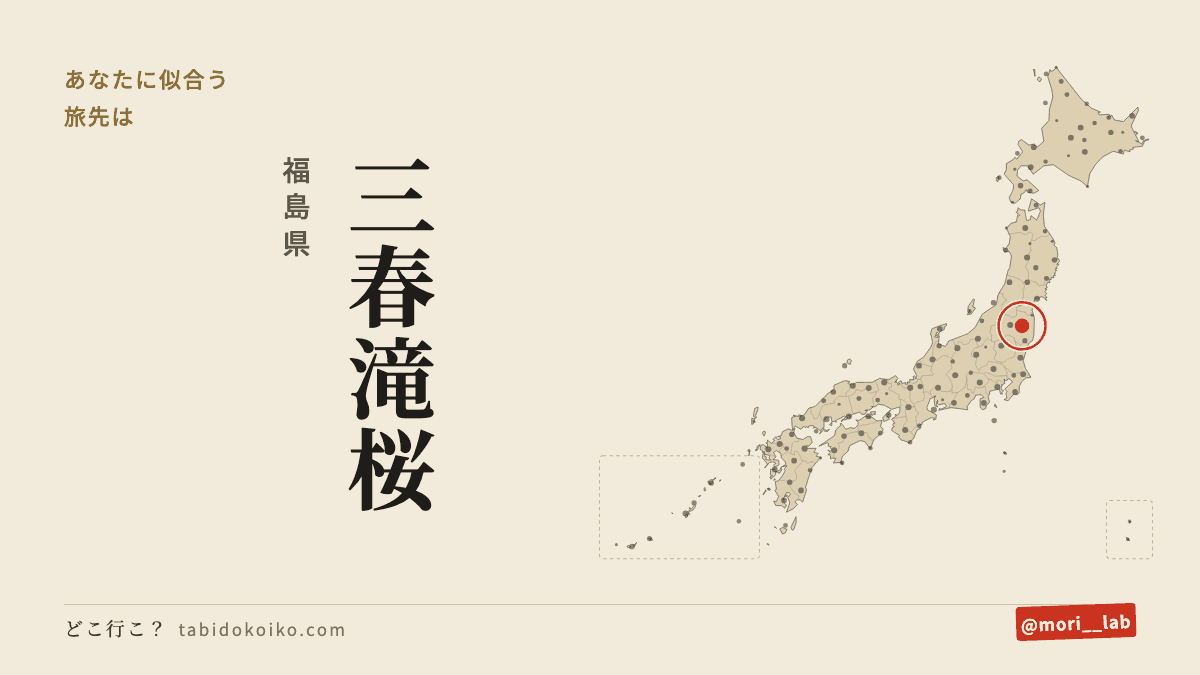 あなたに似合う
旅先は
三春滝桜
福島県
どこ行こ？ tabidokoiko.com
@mori__lab